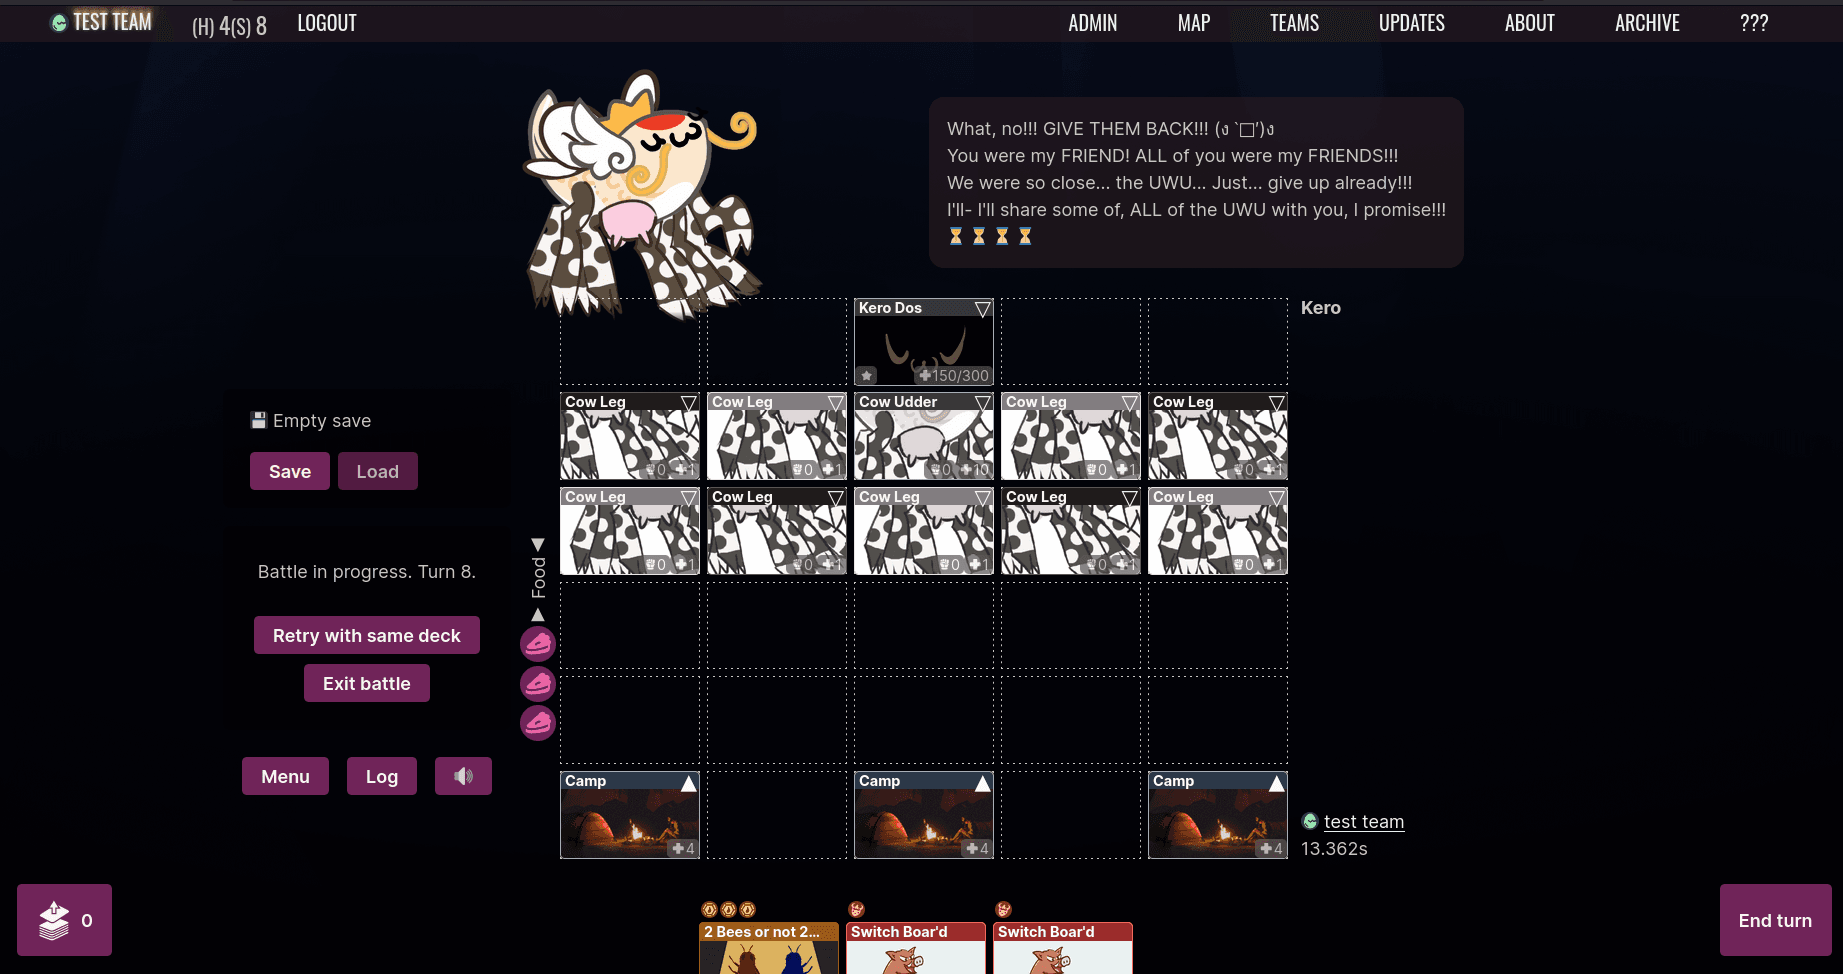 TEST TEAM
(H) 4(S) 8
LOGOUT
ADMIN
MAP
TEAMS
UPDATES
ABOUT
ARCHIVE
???
What, no!!! GIVE THEM BACK!!! (ง `□′)ง
You were my FRIEND! ALL of you were my FRIENDS!!!
We were so close... the UWU... Just... give up already!!!
I'll- I'll share some of, ALL of the UWU with you, I promise!!!
⌛ ⌛ ⌛ ⌛
Kero Dos ▽
★ ✚150/300
Kero
💾 Empty save
Save
Load
Battle in progress. Turn 8.
Retry with same deck
Exit battle
Menu
Log
▲ Food ▼
Cow Leg ▽
0 ✚1
Cow Leg ▽
0 ✚1
Cow Udder ▽
0 ✚10
Cow Leg ▽
0 ✚1
Cow Leg ▽
0 ✚1
Cow Leg ▽
0 ✚1
Cow Leg ▽
0 ✚1
Cow Leg ▽
0 ✚1
Cow Leg ▽
0 ✚1
Cow Leg ▽
0 ✚1
Camp ▲
✚4
Camp ▲
✚4
Camp ▲
✚4
test team
13.362s
0
2 Bees or not 2...
Switch Boar'd
Switch Boar'd
End turn